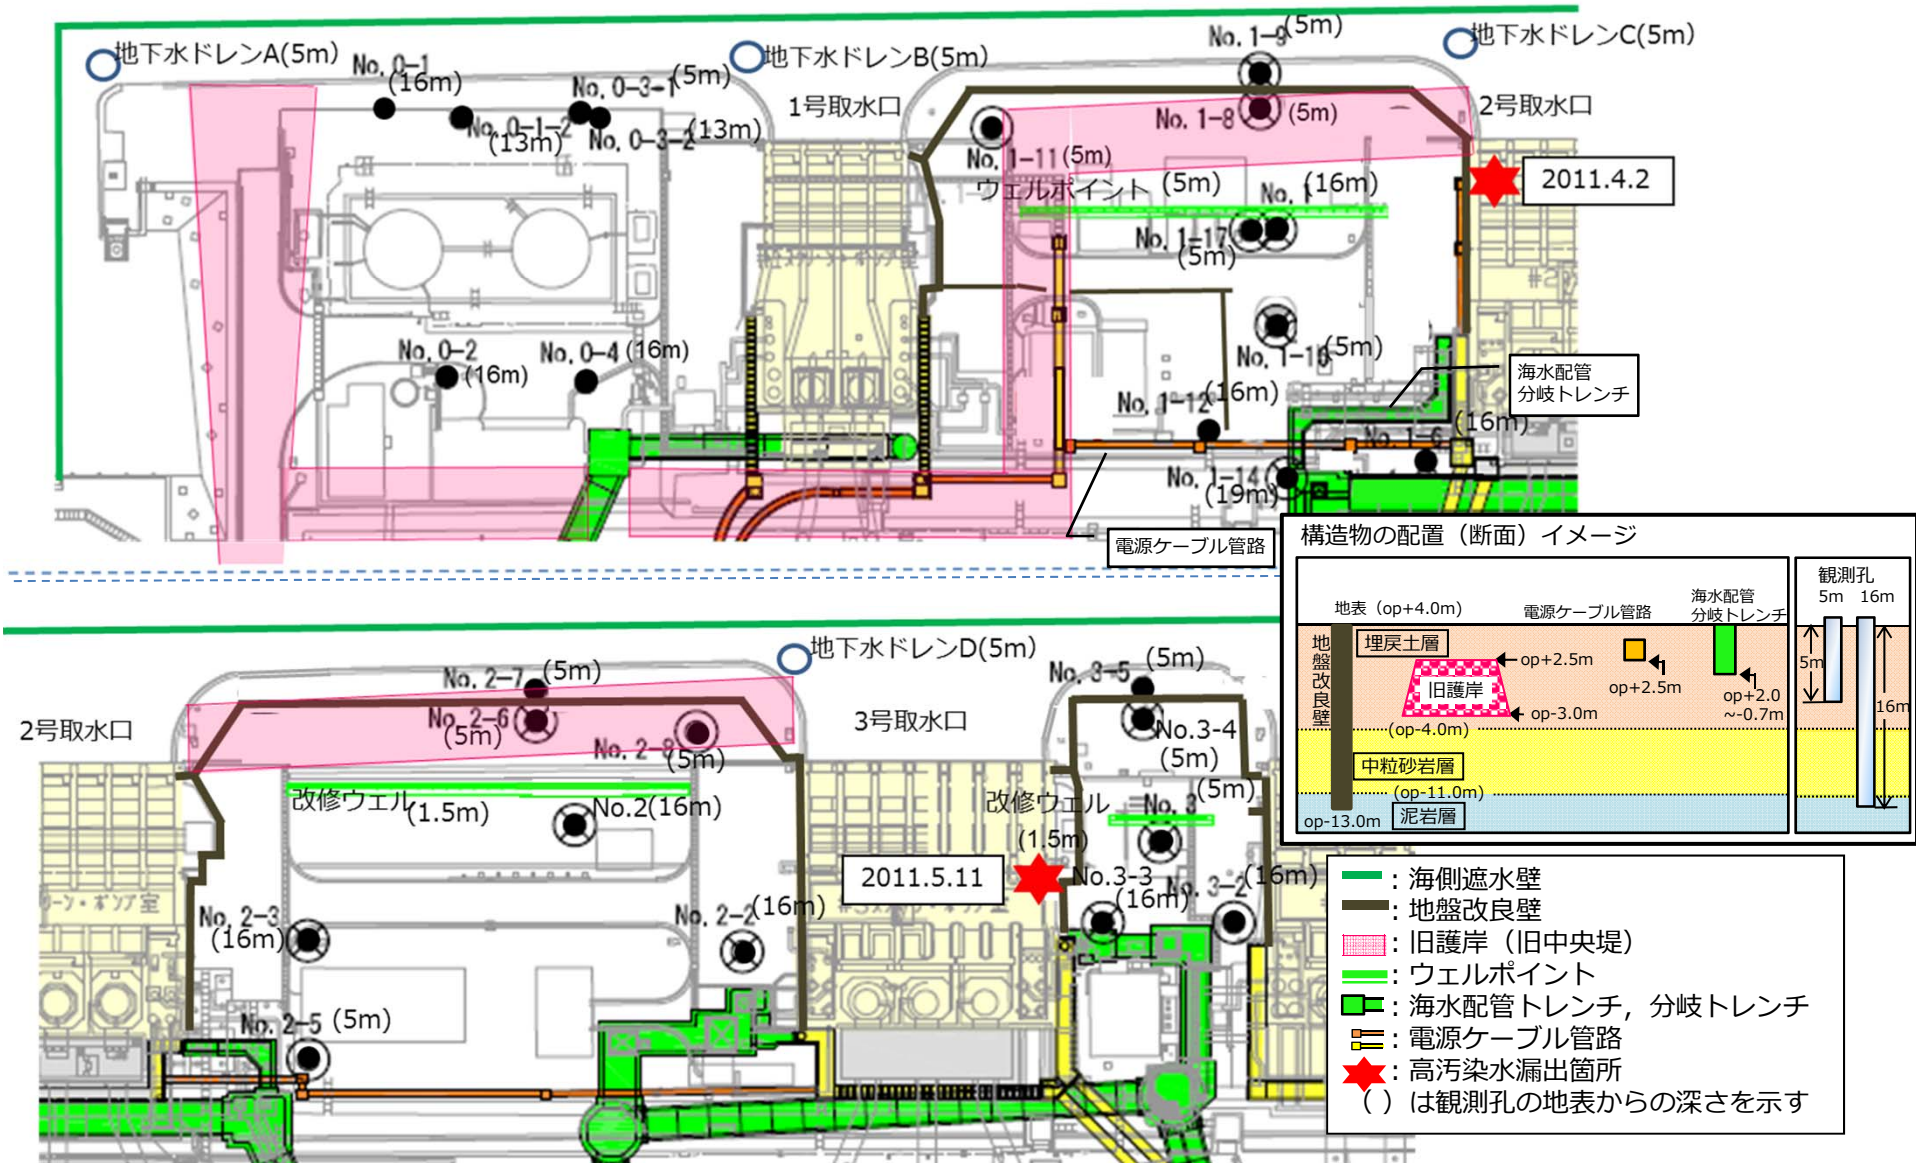 地下水ドレンA(5m)
No. 0-1
(16m)
No. 0-1-2
(13m)
No. 0-3-1
(5m)
No. 0-3-2
(13m)
地下水ドレンB(5m)
1号取水口
No. 1-9
(5m)
No. 1-8
(5m)
地下水ドレンC(5m)
2号取水口
2011.4.2
No. 1-11
(5m)
ウェルポイント
(5m)
No. 1
(16m)
No. 1-17
(5m)
No. 0-2
(16m)
No. 0-4
(16m)
No. 1-16
(5m)
No. 1-12
(16m)
海水配管
分岐トレンチ
No. 1-6
(16m)
No. 1-14
(19m)
電源ケーブル管路
構造物の配置（断面）イメージ
地表（op+4.0m)
電源ケーブル管路
海水配管
分岐トレンチ
観測孔
5m
16m
地盤改良壁
埋戻土層
op+2.5m
旧護岸
op-3.0m
op+2.5m
op+2.0
~-0.7m
5m
16m
(op-4.0m)
中粒砂岩層
(op-11.0m)
op-13.0m
泥岩層
2号取水口
No. 2-7
(5m)
No. 2-6
(5m)
No. 2-8
(5m)
地下水ドレンD(5m)
3号取水口
No. 3-5
(5m)
No.3-4
(5m)
改修ウェル
(1.5m)
No.2(16m)
改修ウェル
(1.5m)
No. 3
(5m)
2011.5.11
No.3-3
(16m)
No. 3-2
(16m)
No. 2-3
(16m)
No. 2-2
(16m)
No. 2-5
(5m)
：海側遮水壁
：地盤改良壁
：旧護岸（旧中央堤）
：ウェルポイント
：海水配管トレンチ，分岐トレンチ
：電源ケーブル管路
：高汚染水漏出箇所
（ ）は観測孔の地表からの深さを示す